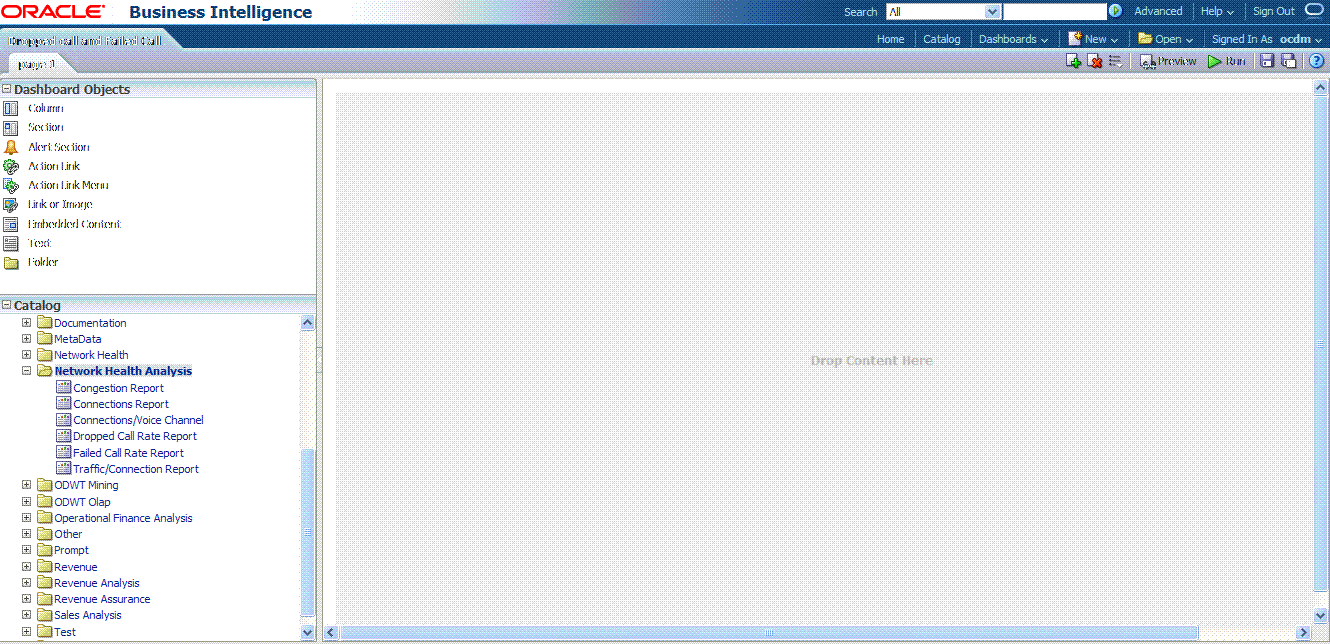 ORACLE Business Intelligence
Search All Advanced Help Sign Out
Dropped call and Failed Call
Home Catalog Dashboards New Open Signed In As ocdm
page 1
Preview Run
Dashboard Objects
Column
Section
Alert Section
Action Link
Action Link Menu
Link or Image
Embedded Content
Text
Folder
Catalog
Documentation
MetaData
Network Health
Network Health Analysis
Congestion Report
Connections Report
Connections/Voice Channel
Dropped Call Rate Report
Failed Call Rate Report
Traffic/Connection Report
ODWT Mining
ODWT Olap
Operational Finance Analysis
Other
Prompt
Revenue
Revenue Analysis
Revenue Assurance
Sales Analysis
Test
Drop Content Here